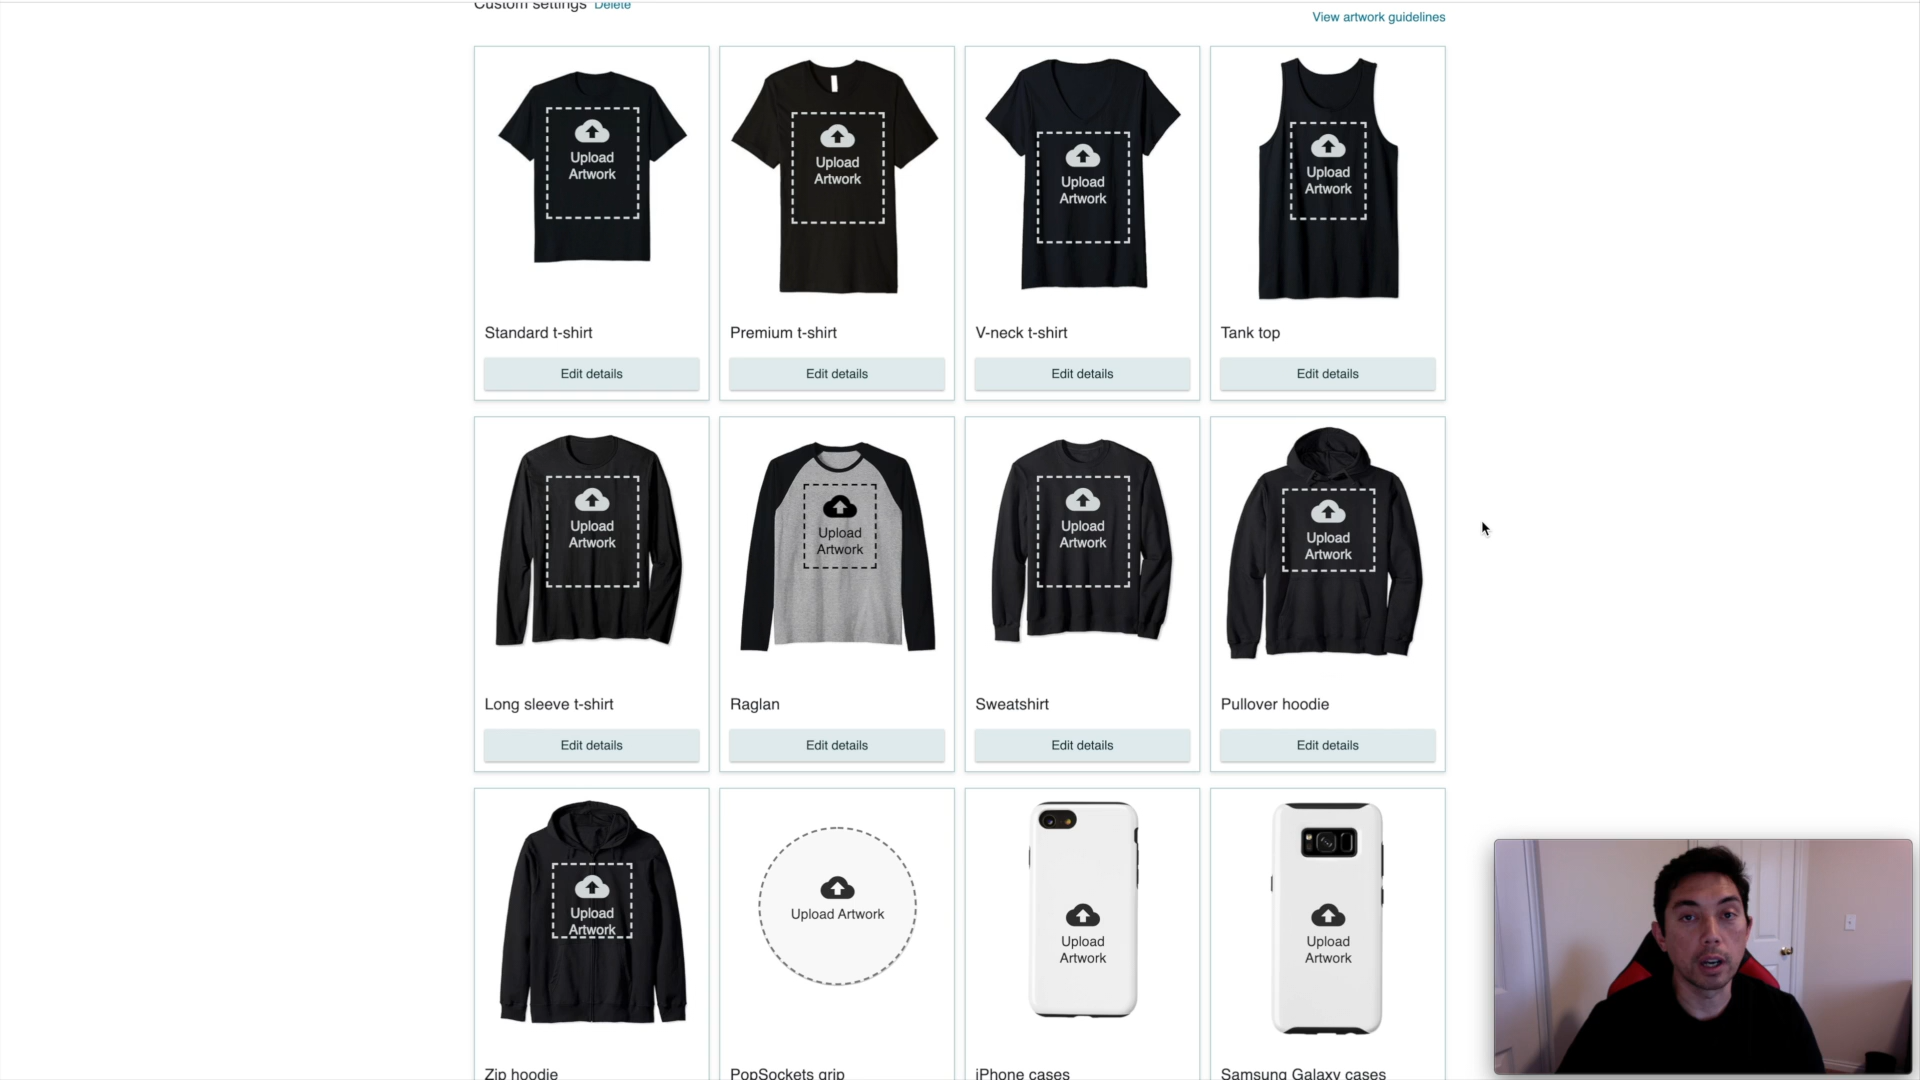 Custom settings Delete
View artwork guidelines
Upload
Artwork
Upload
Artwork
Upload
Artwork
Upload
Artwork
Standard t-shirt
Premium t-shirt
V-neck t-shirt
Tank top
Edit details
Edit details
Edit details
Edit details
Upload
Artwork
Upload
Artwork
Upload
Artwork
Upload
Artwork
Long sleeve t-shirt
Raglan
Sweatshirt
Pullover hoodie
Edit details
Edit details
Edit details
Edit details
Upload
Artwork
Upload Artwork
Upload
Artwork
Upload
Artwork
Zip hoodie
PopSockets grip
iPhone cases
Samsung Galaxy cases